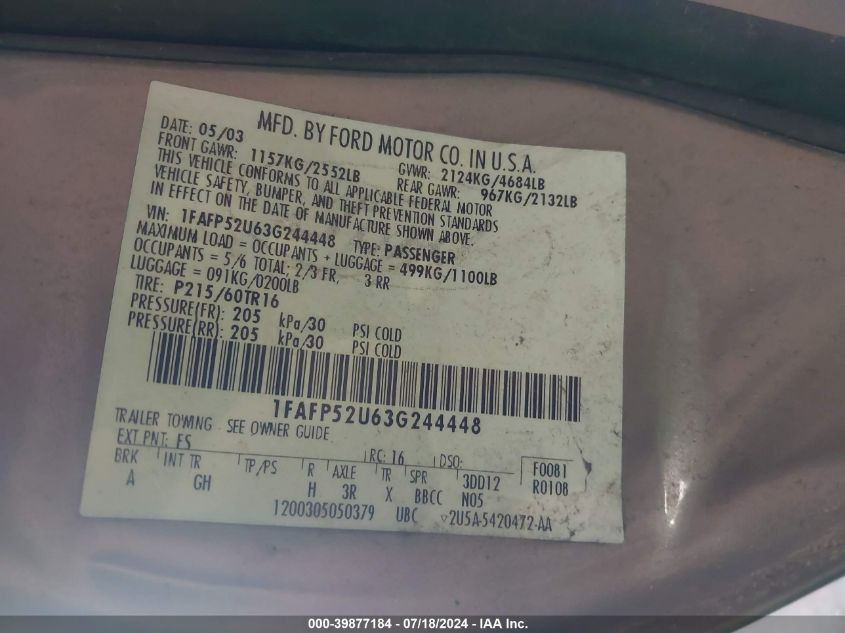 MFD. BY FORD MOTOR CO. IN U.S.A.
DATE: 05/03 GVWR: 2124KG/4684LB
FRONT GAWR: 1157KG/2552LB REAR GAWR: 967KG/2132LB
THIS VEHICLE CONFORMS TO ALL APPLICABLE FEDERAL MOTOR
VEHICLE SAFETY, BUMPER, AND THEFT PREVENTION STANDARDS
IN EFFECT ON THE DATE OF MANUFACTURE SHOWN ABOVE.
VIN: 1FAFP52U63G244448 TYPE: PASSENGER
MAXIMUM LOAD = OCCUPANTS + LUGGAGE = 499KG/1100LB
OCCUPANTS = 5/6 TOTAL; 2/3 FR, 3 RR
LUGGAGE = 091KG/0200LB
TIRE: P215/60TR16
PRESSURE(FR): 205 kPa/30 PSI COLD
PRESSURE(RR): 205 kPa/30 PSI COLD
1FAFP52U63G244448
TRAILER TOWING SEE OWNER GUIDE
EXT PNT: ES RC: 16 DSO: F0081
BRK INT TR TP/PS R AXLE TR SPR 3DD12 R0108
A GH H 3R X BBCC N05
1200305050379 UBC 2U5A-5420472-AA
000-39877184 - 07/18/2024 - IAA Inc.